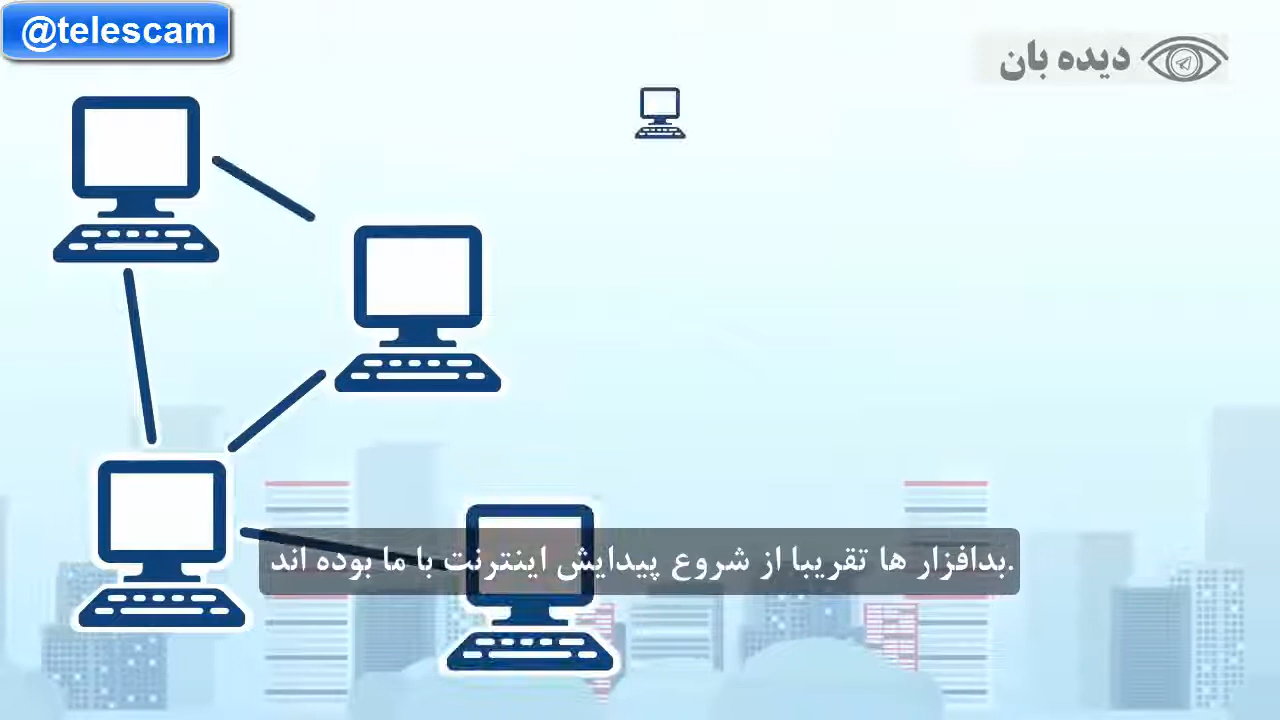 @telescam
دیده بان
بدافزار ها تقریبا از شروع پیدایش اینترنت با ما بوده اند.